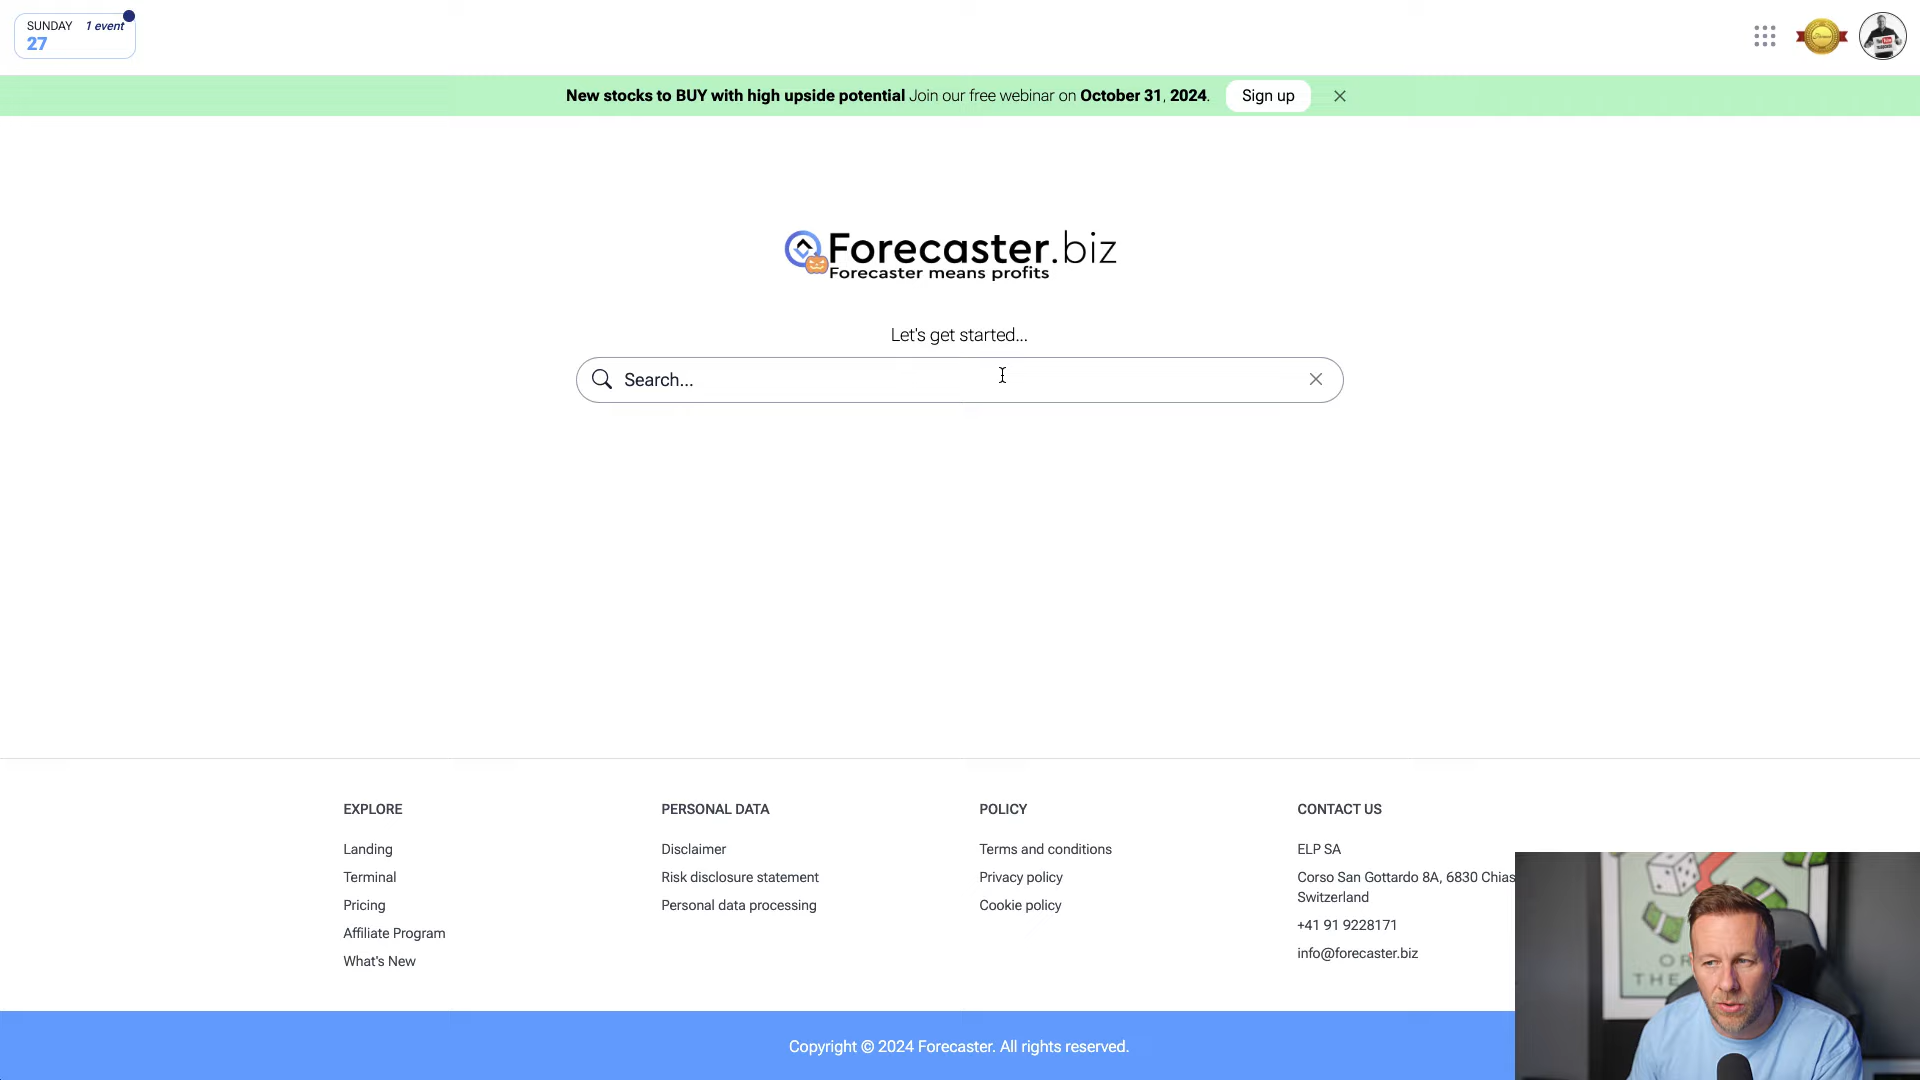 SUNDAY 1 event
27
New stocks to BUY with high upside potential Join our free webinar on October 31, 2024. Sign up
Forecaster.biz
Forecaster means profits
Let's get started...
Search...
EXPLORE
Landing
Terminal
Pricing
Affiliate Program
What's New
PERSONAL DATA
Disclaimer
Risk disclosure statement
Personal data processing
POLICY
Terms and conditions
Privacy policy
Cookie policy
CONTACT US
ELP SA
Corso San Gottardo 8A, 6830 Chias
Switzerland
+41 91 9228171
info@forecaster.biz
OR
THE
Copyright © 2024 Forecaster. All rights reserved.